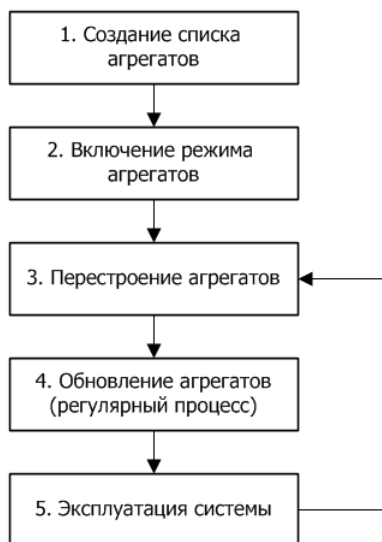 1. Создание списка
агрегатов
2. Включение режима
агрегатов
3. Перестроение агрегатов
4. Обновление агрегатов
(регулярный процесс)
5. Эксплуатация системы